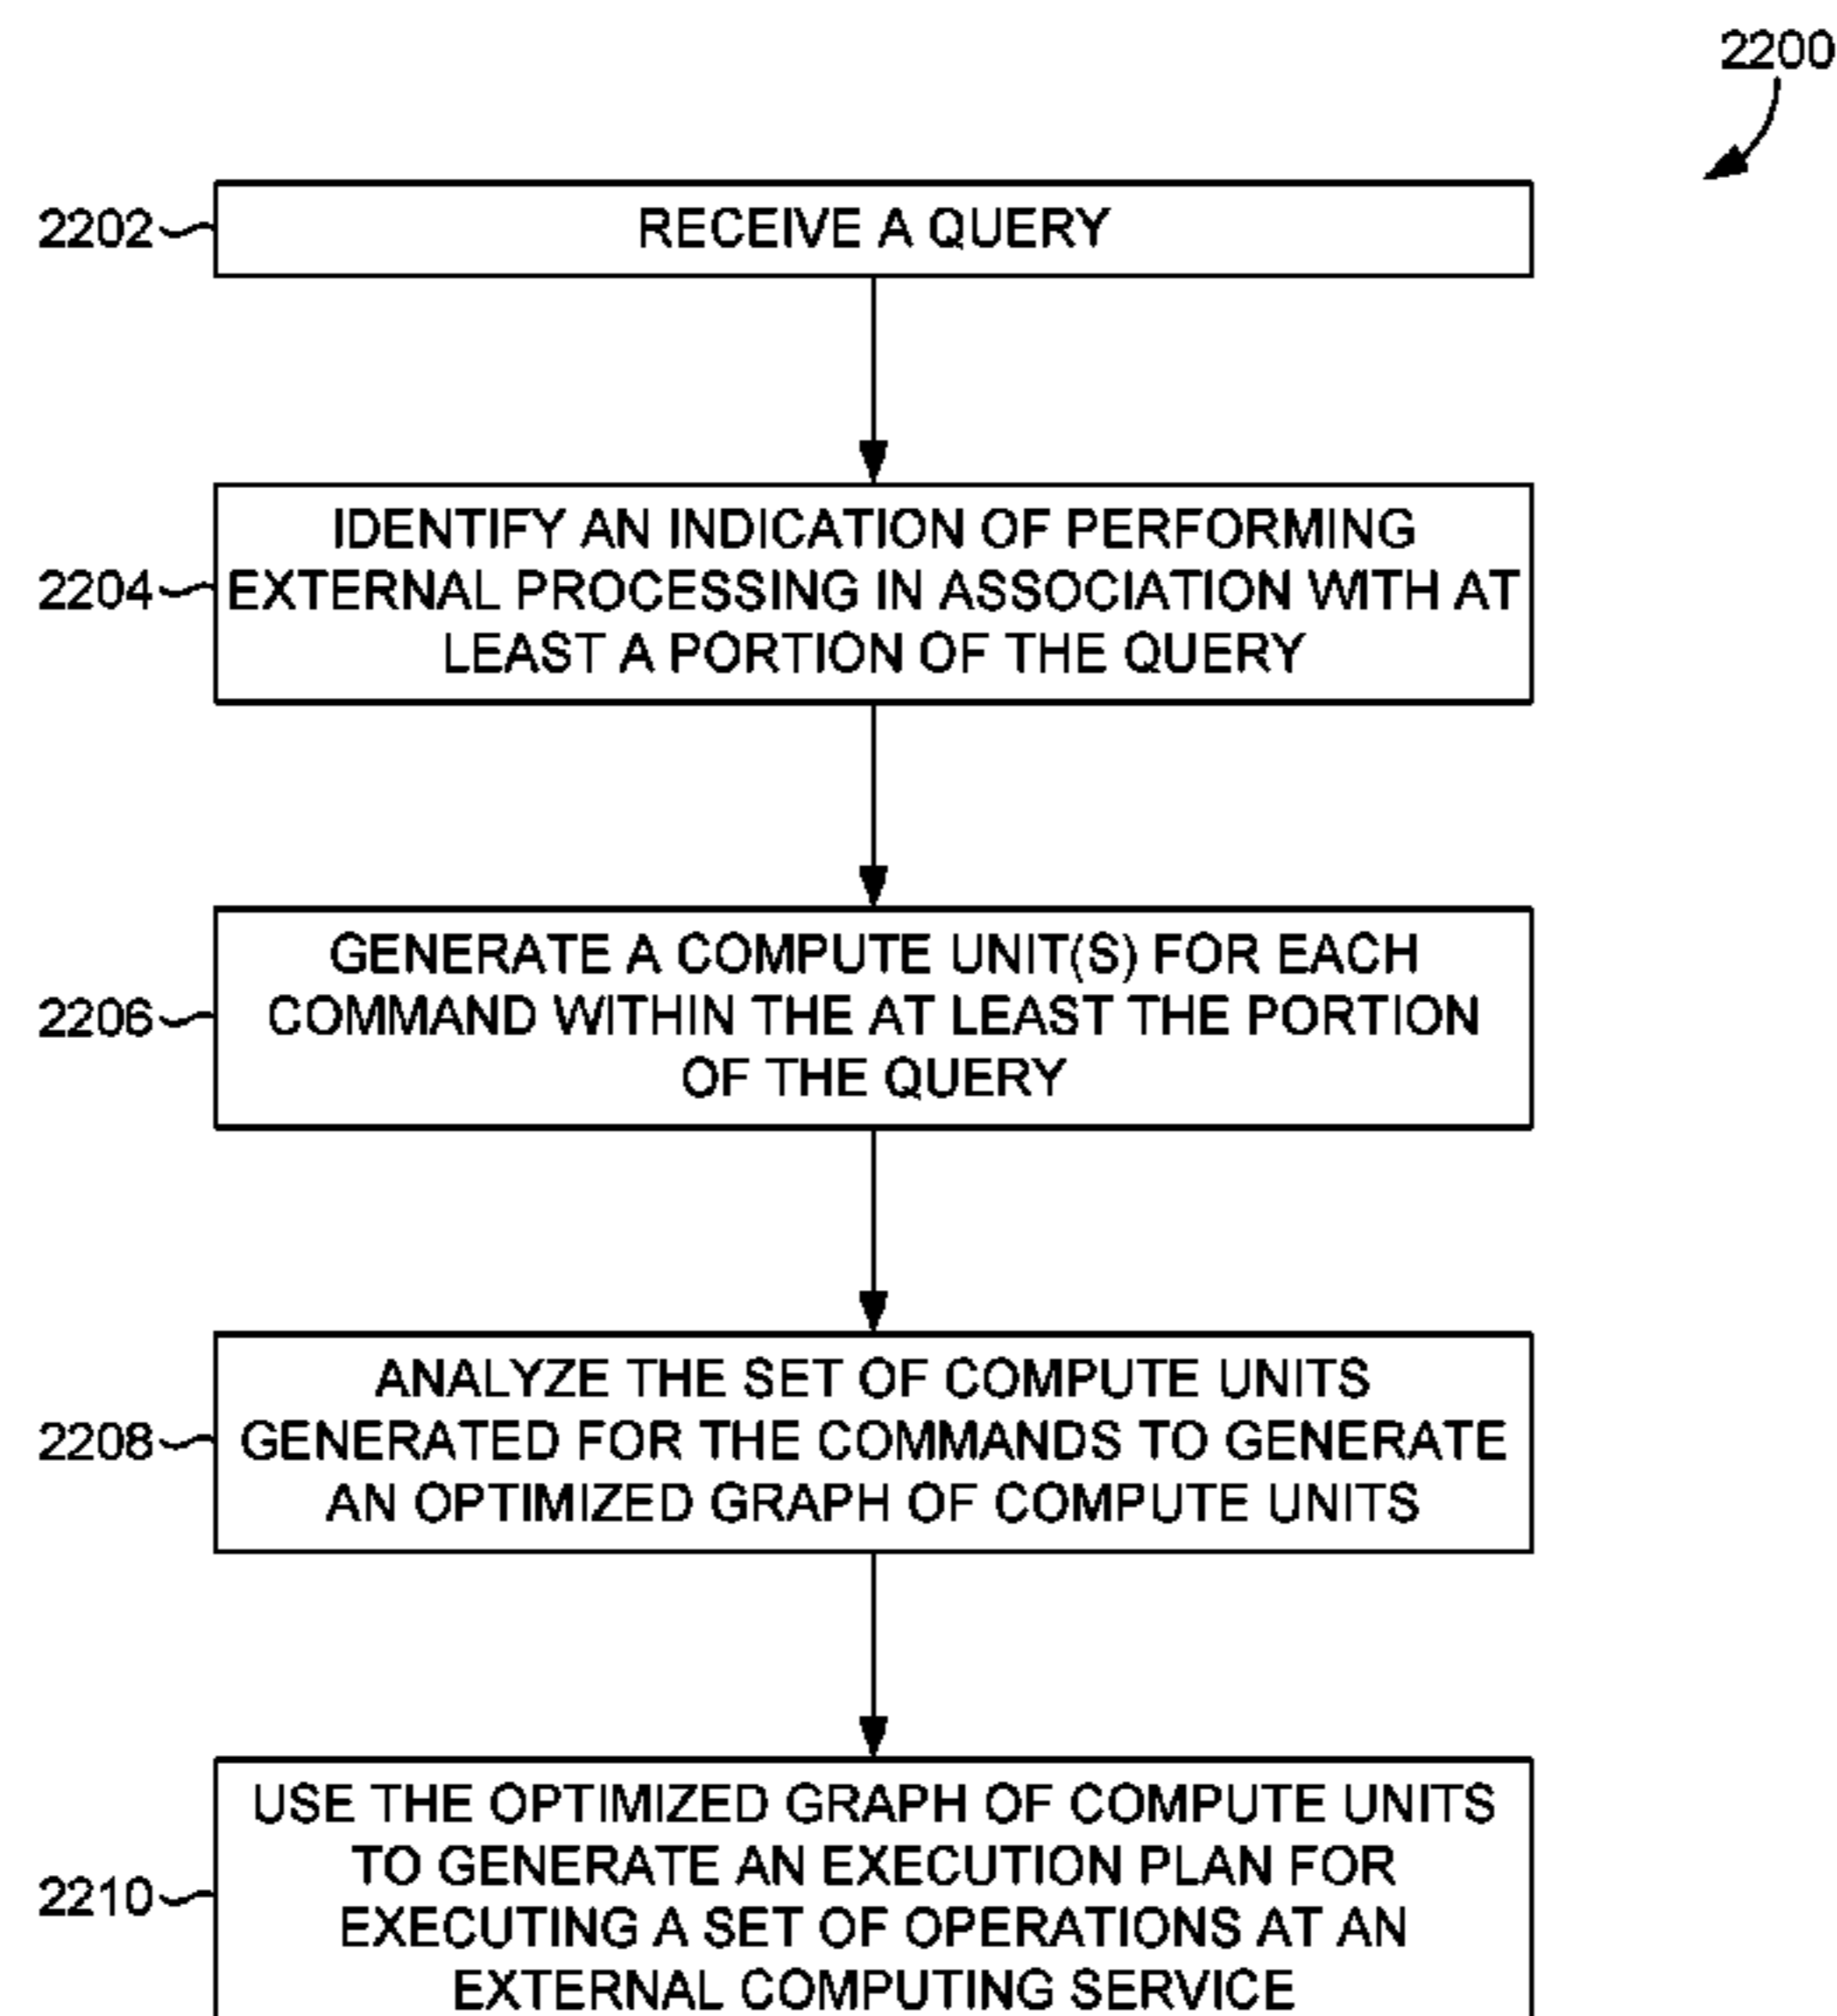 2200
2202
RECEIVE A QUERY
IDENTIFY AN INDICATION OF PERFORMING
2204
EXTERNAL PROCESSING IN ASSOCIATION WITH AT
LEAST A PORTION OF THE QUERY
GENERATE A COMPUTE UNIT(S) FOR EACH
2206
COMMAND WITHIN THE AT LEAST THE PORTION
OF THE QUERY
ANALYZE THE SET OF COMPUTE UNITS
2208
GENERATED FOR THE COMMANDS TO GENERATE
AN OPTIMIZED GRAPH OF COMPUTE UNITS
USE THE OPTIMIZED GRAPH OF COMPUTE UNITS
TO GENERATE AN EXECUTION PLAN FOR
2210
EXECUTING A SET OF OPERATIONS AT AN
EXTERNAL COMPUTING SERVICE